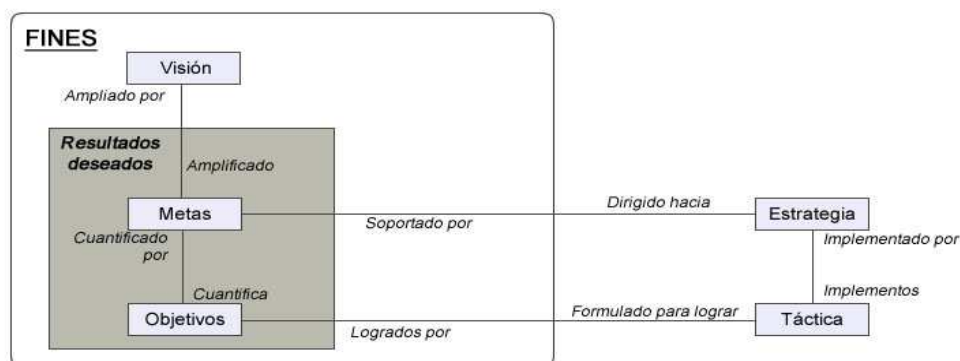 FINES
Visión
Ampliado por
Resultados
deseados
Amplificado
Metas
Dirigido hacia
Estrategia
Soportado por
Cuantificado
por
Implementado por
Cuantifica
Implementos
Objetivos
Formulado para lograr
Táctica
Logrados por